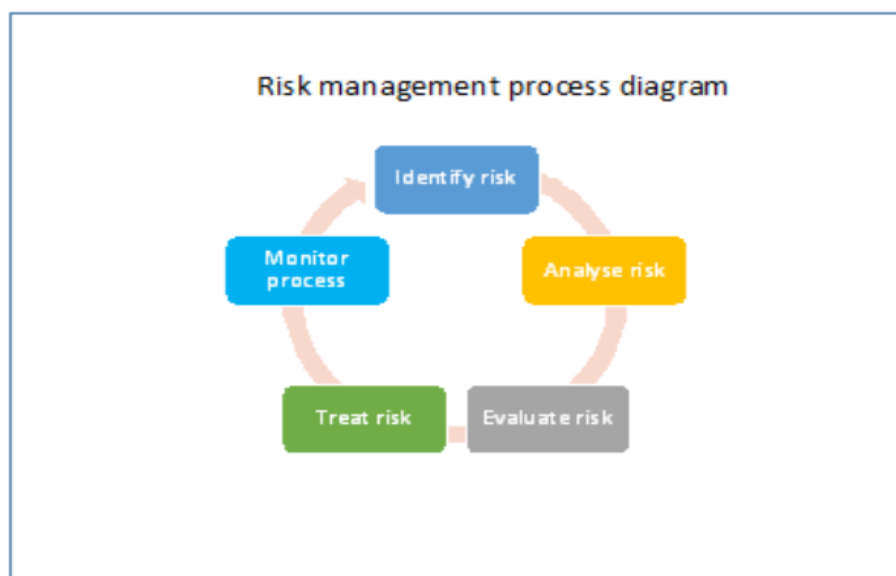 Risk management process diagram
Identify risk
Analyse risk
Evaluate risk
Treat risk
Monitor
process